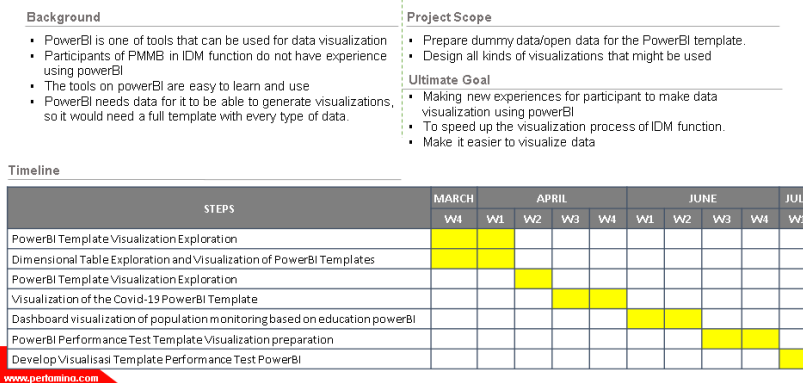 Background
▪ PowerBI is one of tools that can be used for data visualization
▪ Participants of PMMB in IDM function do not have experience
using powerBI
▪ The tools on powerBI are easy to learn and use
▪ PowerBI needs data for it to be able to generate visualizations,
so it would need a full template with every type of data.
Project Scope
▪ Prepare dummy data/open data for the PowerBI template.
▪ Design all kinds of visualizations that might be used
Ultimate Goal
▪ Making new experiences for participant to make data
visualization using powerBI
▪ To speed up the visualization process of IDM function.
▪ Make it easier to visualize data
Timeline
STEPS MARCH APRIL JUNE JUL
W4 W1 W2 W3 W4 W1 W2 W3 W4 W1
PowerBI Template Visualization Exploration
Dimensional Table Exploration and Visualization of PowerBI Templates
PowerBI Template Visualization Exploration
Visualization of the Covid-19 PowerBI Template
Dashboard visualization of population monitoring based on education powerBI
PowerBI Performance Test Template Visualization preparation
Develop Visualisasi Template Performance Test PowerBI
www.pertamina.com